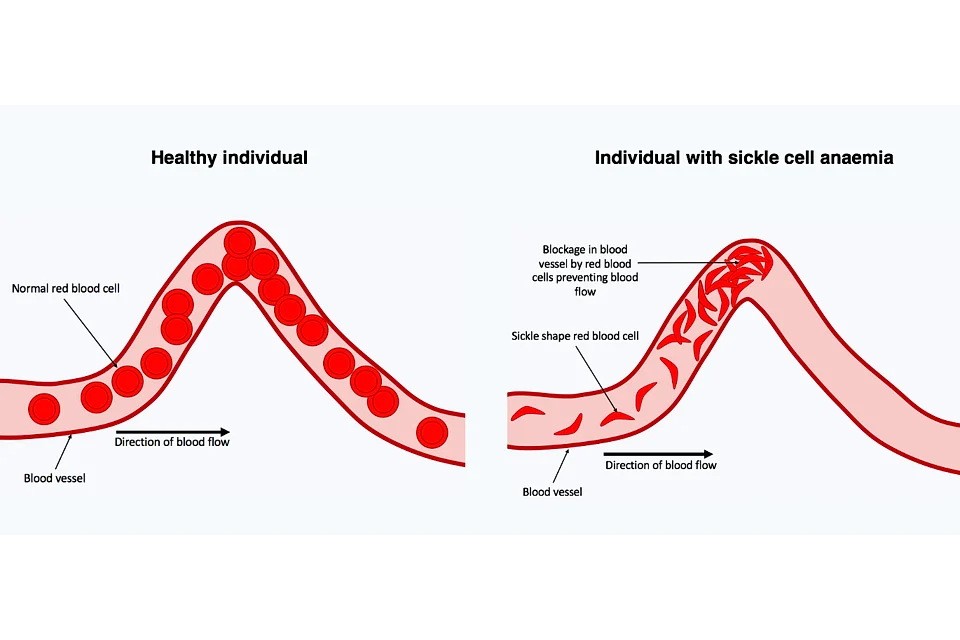 Healthy individual
Normal red blood cell
Direction of blood flow
Blood vessel
Individual with sickle cell anaemia
Blockage in blood
vessel by red blood
cells preventing blood
flow
Sickle shape red blood cell
Direction of blood flow
Blood vessel